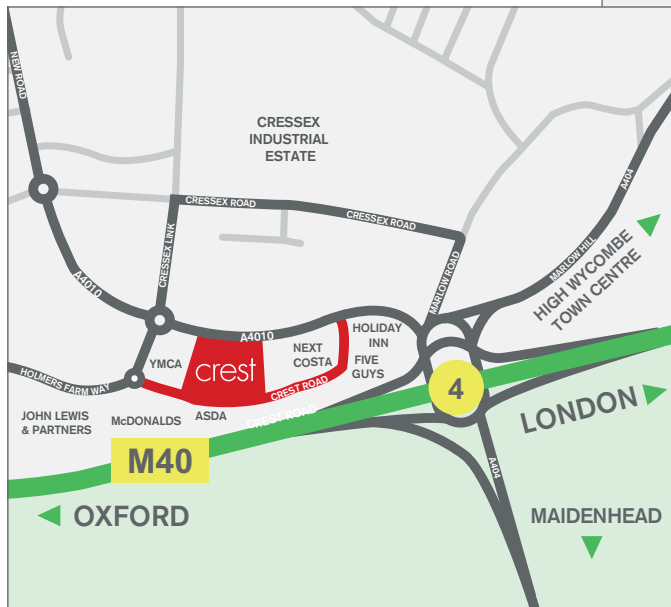 NEW ROAD
CRESSEX
INDUSTRIAL
ESTATE
CRESSEX ROAD
CRESSEX ROAD
A404
CRESSEX LINK
MARLOW ROAD
MARLOW HILL
HIGH WYCOMBE
TOWN CENTRE
A4010
A4010
HOLIDAY
INN
YMCA
crest
NEXT
COSTA
FIVE
GUYS
HOLMERS FARM WAY
CREST ROAD
4
JOHN LEWIS
& PARTNERS
McDONALDS
ASDA
CREST ROAD
LONDON
M40
A404
OXFORD
MAIDENHEAD